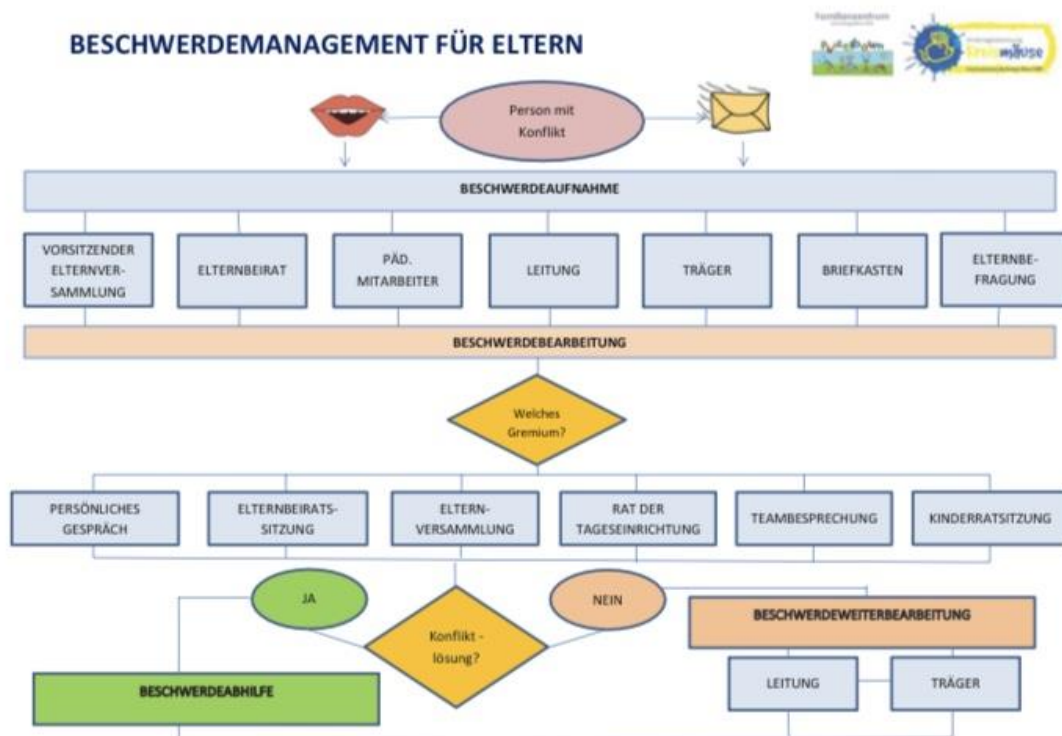 BESCHWERDEMANAGEMENT FÜR ELTERN
Familienzentrum
mäuse
Person mit
Konflikt
BESCHWERDEAUFNAHME
VORSITZENDER
ELTERNVER-
SAMMLUNG
ELTERNBEIRAT
PÄD.
MITARBEITER
LEITUNG
TRÄGER
BRIEFKASTEN
ELTERNBE-
FRAGUNG
BESCHWERDEBEARBEITUNG
Welches
Gremium?
PERSÖNLICHES
GESPRÄCH
ELTERNBEIRATS-
SITZUNG
ELTERN-
VERSAMMLUNG
RAT DER
TAGESEINRICHTUNG
TEAMBESPRECHUNG
KINDERRATSITZUNG
JA
NEIN
Konflikt -
lösung?
BESCHWERDEWEITERBEARBEITUNG
LEITUNG
TRÄGER
BESCHWERDEABHILFE